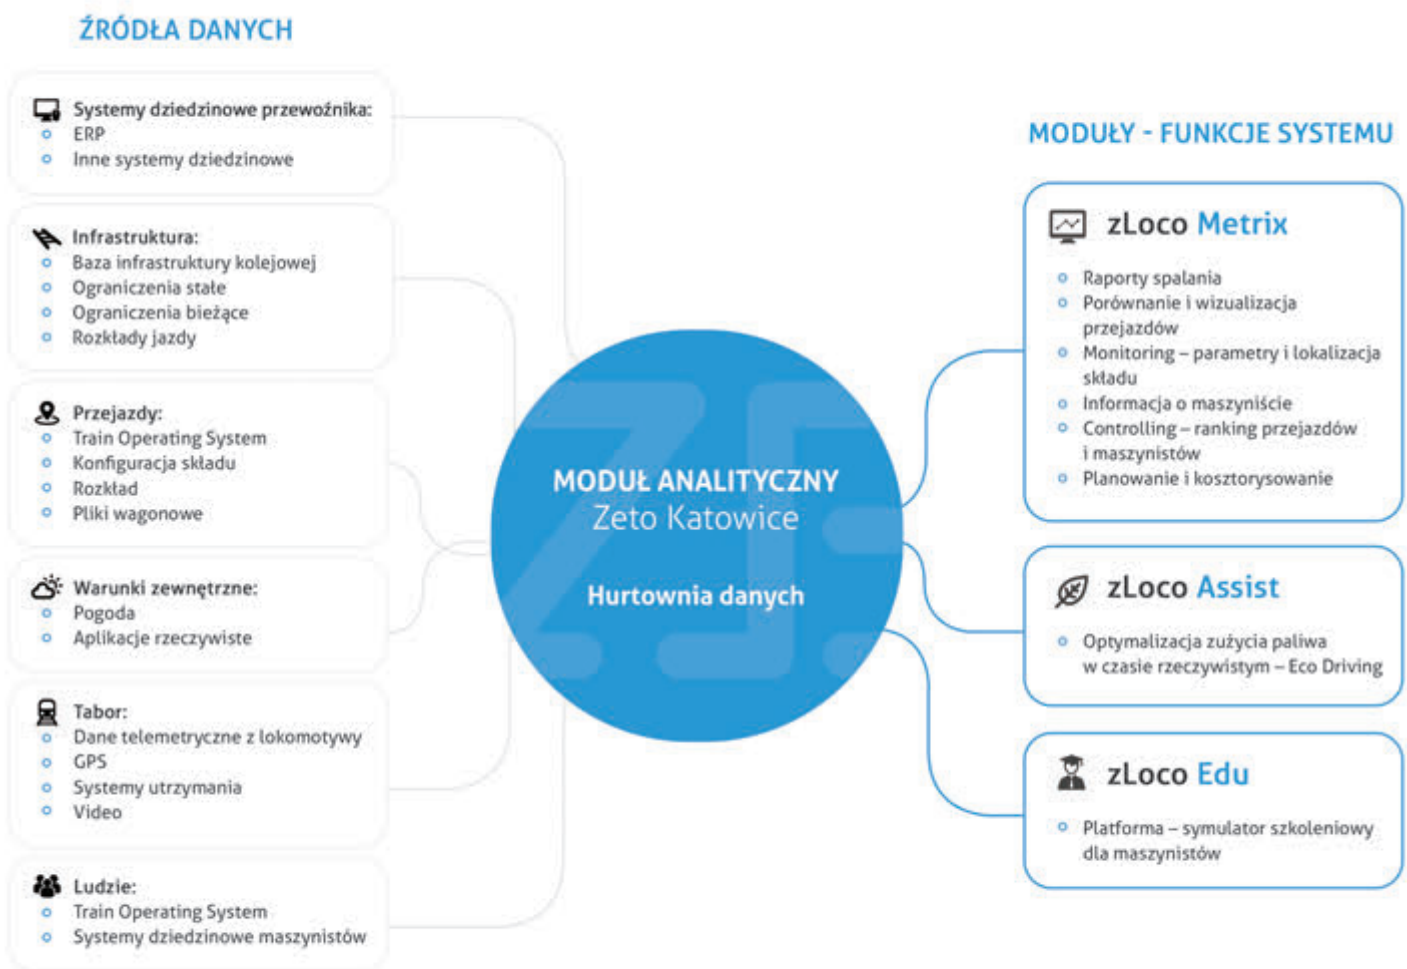 ŹRÓDŁA DANYCH
Systemy dziedzinowe przewoźnika:
ERP
Inne systemy dziedzinowe
Infrastruktura:
Baza infrastruktury kolejowej
Ograniczenia stałe
Ograniczenia bieżące
Rozkłady jazdy
Przejazdy:
Train Operating System
Konfiguracja składu
Rozkład
Pliki wagonowe
Warunki zewnętrzne:
Pogoda
Aplikacje rzeczywiste
Tabor:
Dane telemetryczne z lokomotywy
GPS
Systemy utrzymania
Video
Ludzie:
Train Operating System
Systemy dziedzinowe maszynistów
MODUŁ ANALITYCZNY
Zeto Katowice
Hurtownia danych
MODUŁY - FUNKCJE SYSTEMU
zLoco Metrix
Raporty spalania
Porównanie i wizualizacja
przejazdów
Monitoring – parametry i lokalizacja
składu
Informacja o maszyniście
Controlling – ranking przejazdów
i maszynistów
Planowanie i kosztorysowanie
zLoco Assist
Optymalizacja zużycia paliwa
w czasie rzeczywistym – Eco Driving
zLoco Edu
Platforma – symulator szkoleniowy
dla maszynistów